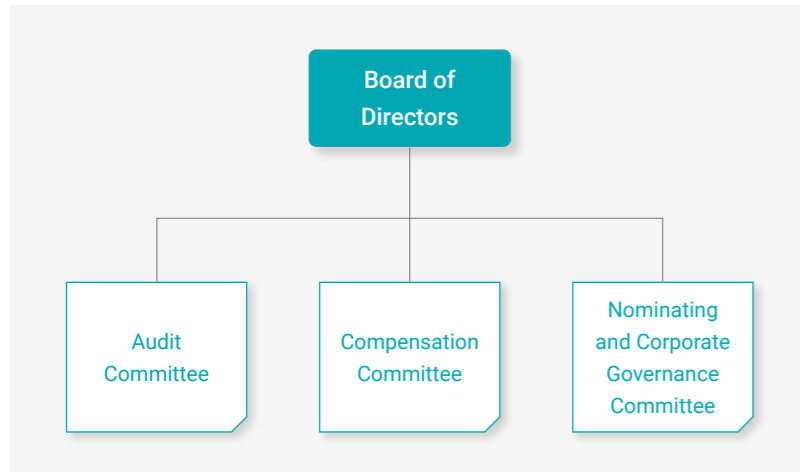 Board of
Directors
Audit
Committee
Compensation
Committee
Nominating
and Corporate
Governance
Committee